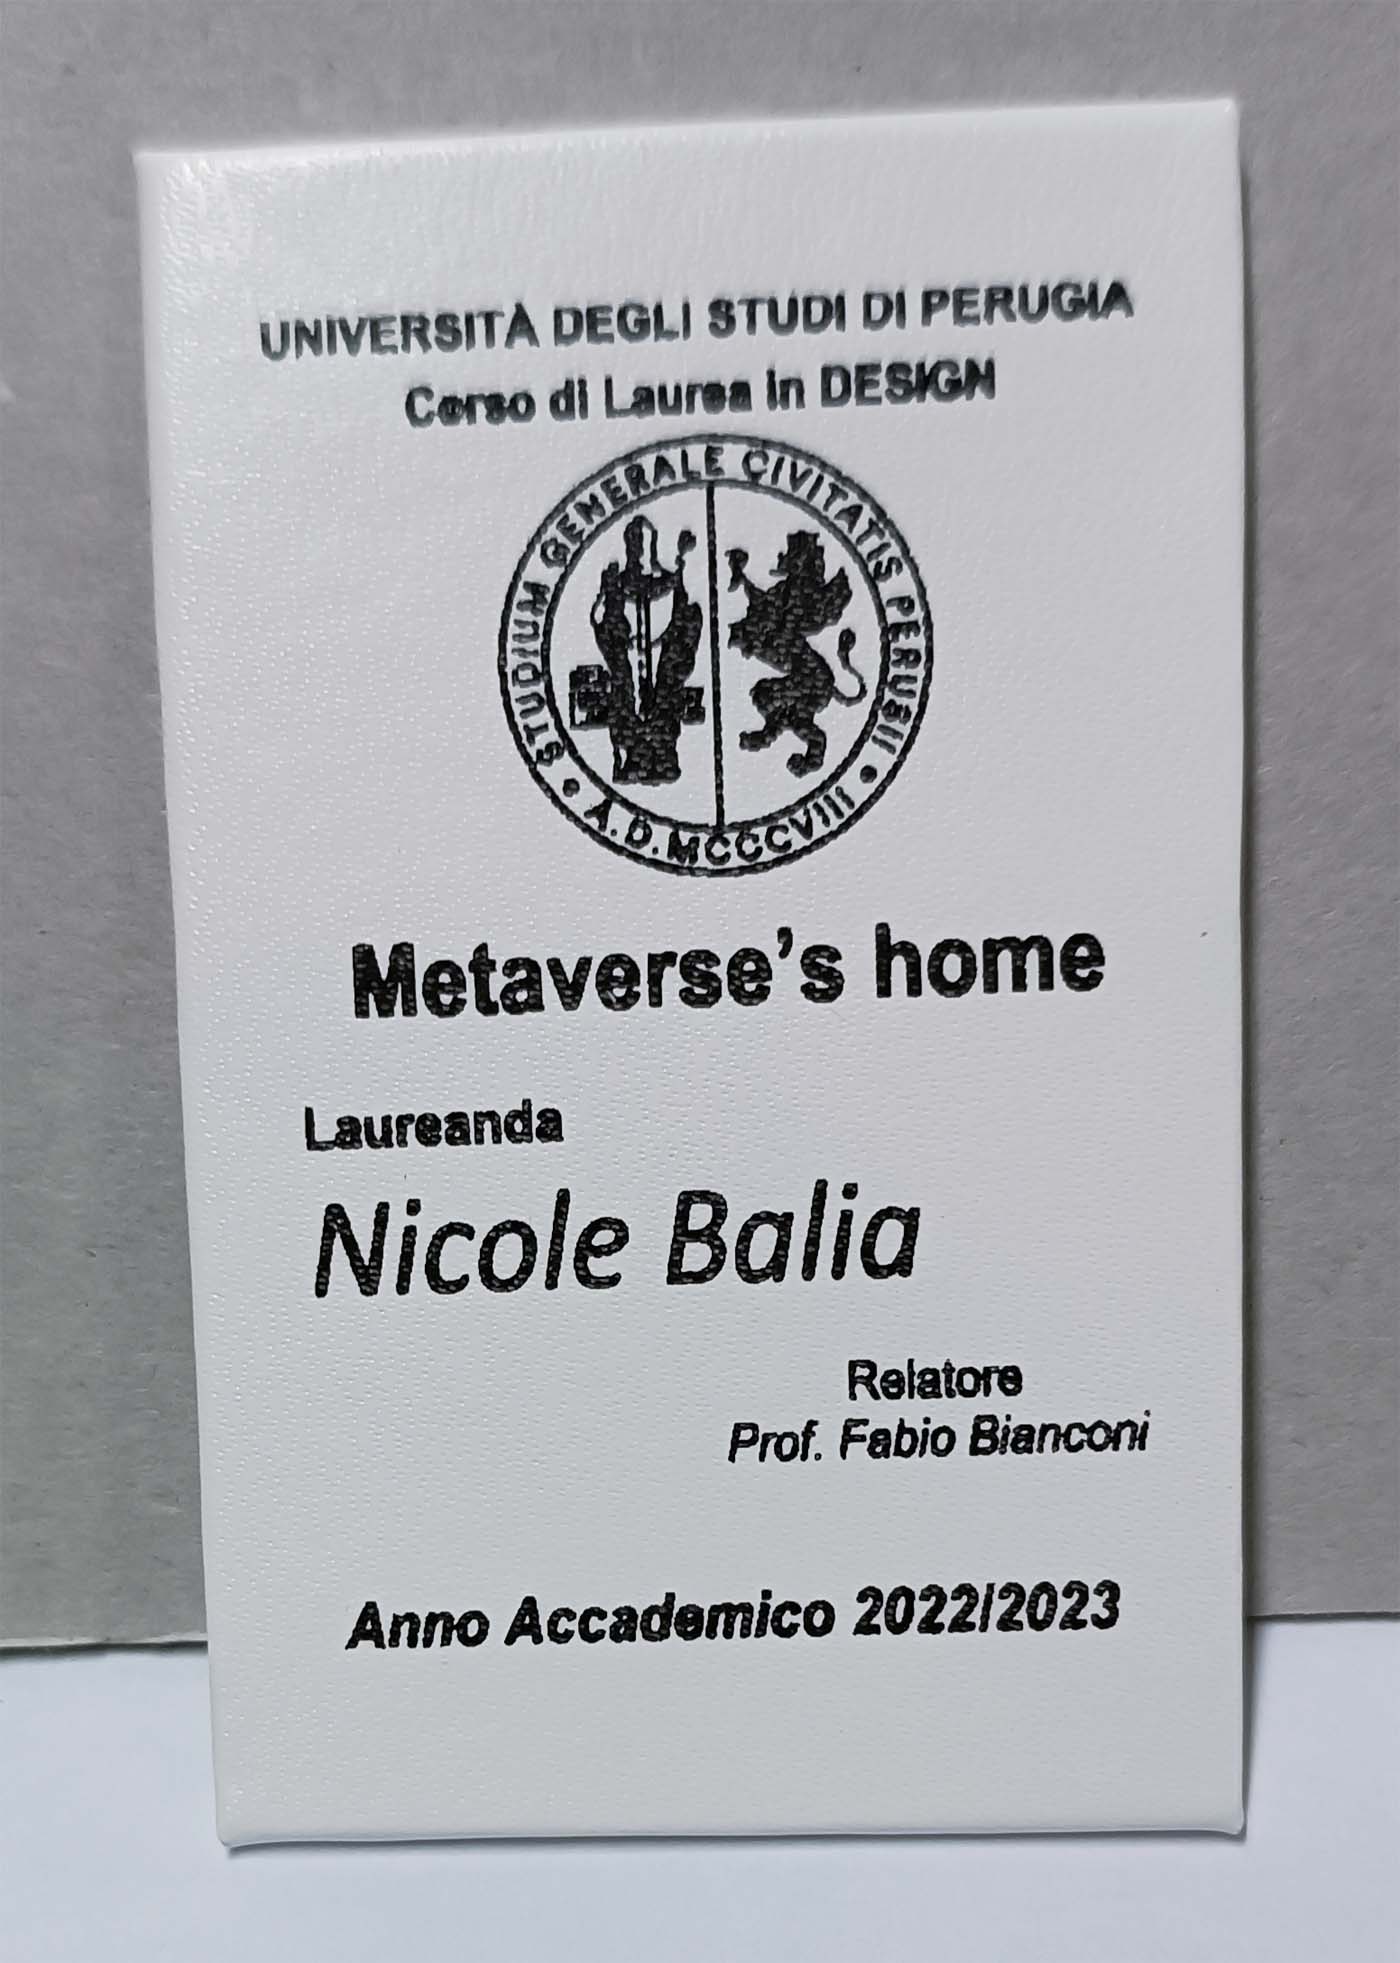 UNIVERSITÀ DEGLI STUDI DI PERUGIA
Corso di Laurea in DESIGN
STUDIUM GENERALE CIVITATIS PERUSII
A.D. MCCCVIII
Metaverse's home
Laureanda
Nicole Balia
Relatore
Prof. Fabio Bianconi
Anno Accademico 2022/2023